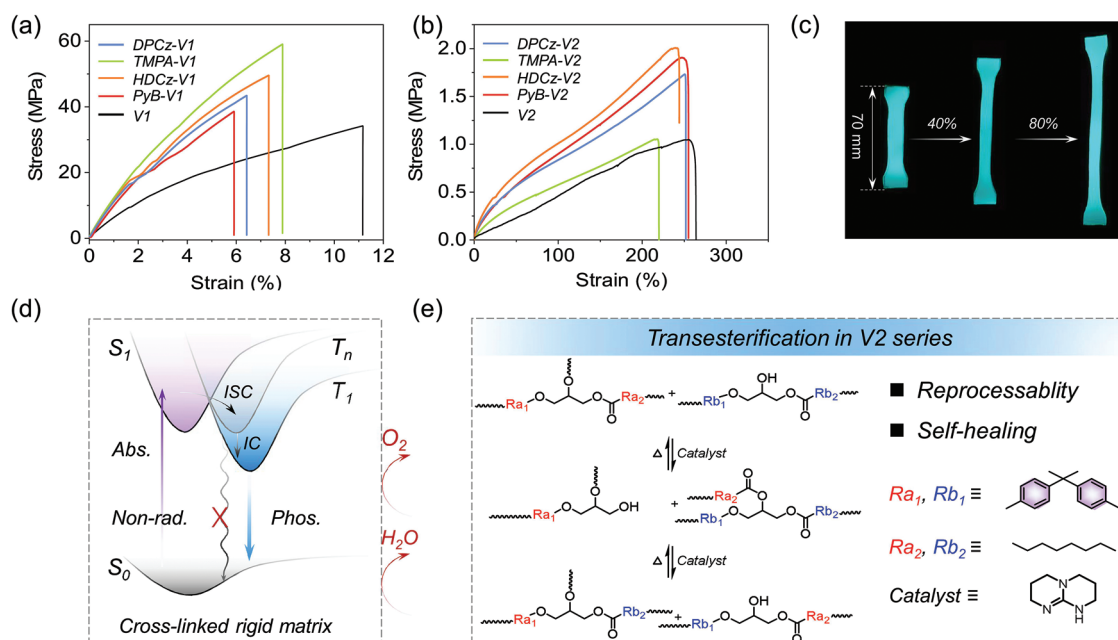 (a)
60
40
20
0
Stress (MPa)
DPCz-V1
TMPA-V1
HDCz-V1
PyB-V1
V1
0 2 4 6 8 10 12
Strain (%)
(b)
2.0
1.5
1.0
0.5
0.0
Stress (MPa)
DPCz-V2
TMPA-V2
HDCz-V2
PyB-V2
V2
0 100 200 300
Strain (%)
(c)
70 mm
40%
80%
(d)
S1
Tn
ISC
T1
IC
Abs.
O2
Non-rad.
X
Phos.
H2O
S0
Cross-linked rigid matrix
(e)
Transesterification in V2 series
Ra1 O O O Ra2 O + Rb1 O OH O Rb2 O
Δ Catalyst
Ra1 O O OH + Ra2 O O Rb1 O O Rb2 O
Δ Catalyst
Ra1 O O O Rb2 O + Rb1 O OH O Ra2 O
■ Reprocessablity
■ Self-healing
Ra1, Rb1 ≡
Ra2, Rb2 ≡
Catalyst ≡
N
N N
H